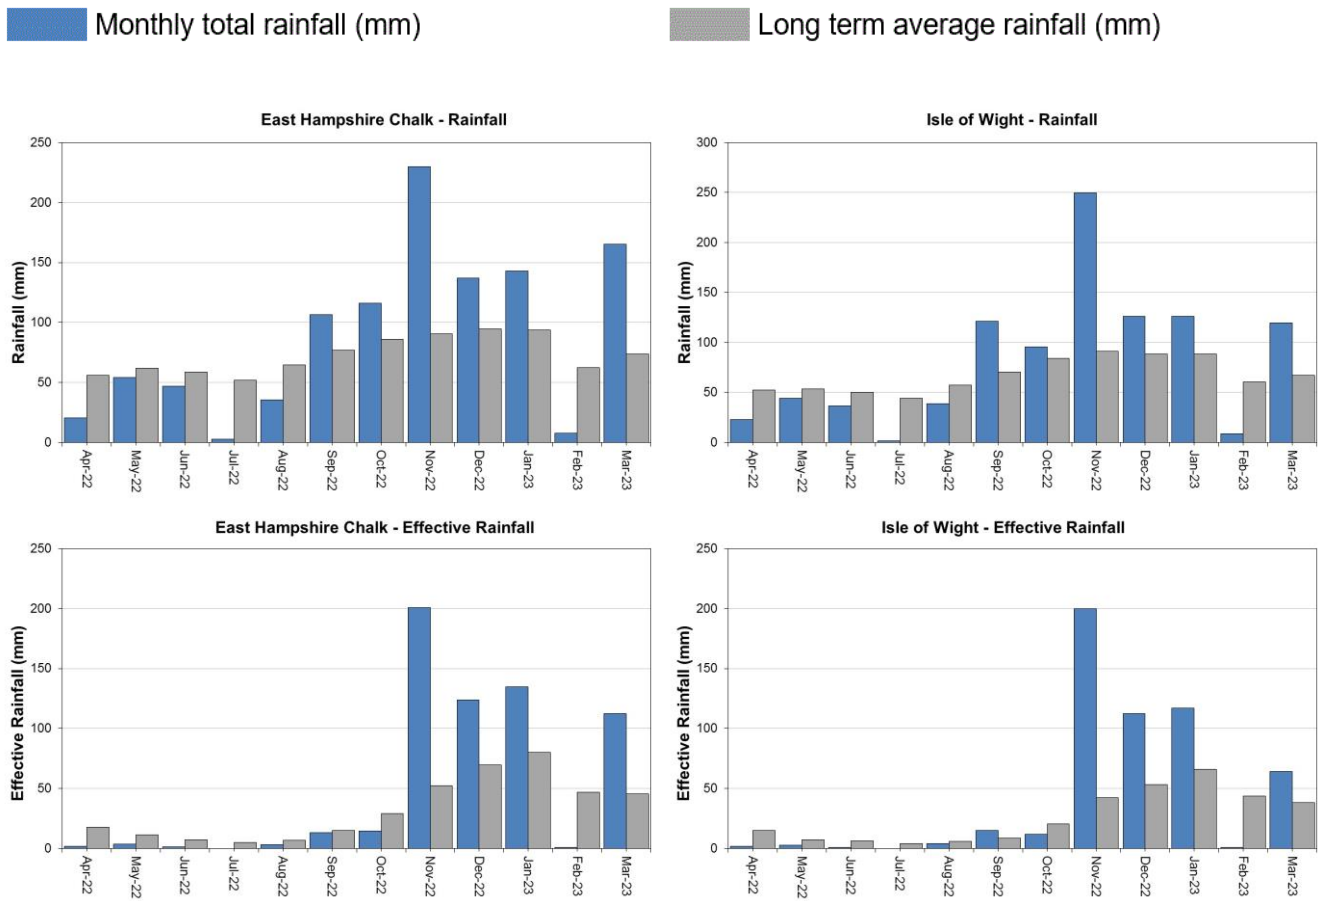 Monthly total rainfall (mm)
Long term average rainfall (mm)
East Hampshire Chalk - Rainfall
Rainfall (mm)
250
200
150
100
50
0
Apr-22
May-22
Jun-22
Jul-22
Aug-22
Sep-22
Oct-22
Nov-22
Dec-22
Jan-23
Feb-23
Mar-23
Isle of Wight - Rainfall
Rainfall (mm)
300
250
200
150
100
50
0
Apr-22
May-22
Jun-22
Jul-22
Aug-22
Sep-22
Oct-22
Nov-22
Dec-22
Jan-23
Feb-23
Mar-23
East Hampshire Chalk - Effective Rainfall
Effective Rainfall (mm)
250
200
150
100
50
0
Apr-22
May-22
Jun-22
Jul-22
Aug-22
Sep-22
Oct-22
Nov-22
Dec-22
Jan-23
Feb-23
Mar-23
Isle of Wight - Effective Rainfall
Effective Rainfall (mm)
250
200
150
100
50
0
Apr-22
May-22
Jun-22
Jul-22
Aug-22
Sep-22
Oct-22
Nov-22
Dec-22
Jan-23
Feb-23
Mar-23